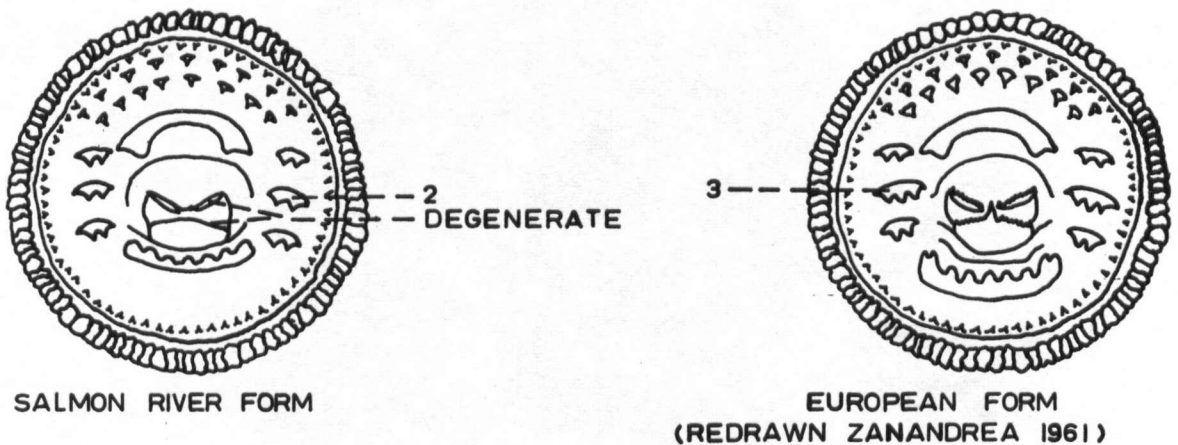 2
DEGENERATE
3
SALMON RIVER FORM
EUROPEAN FORM
(REDRAWN ZANANDREA 1961)